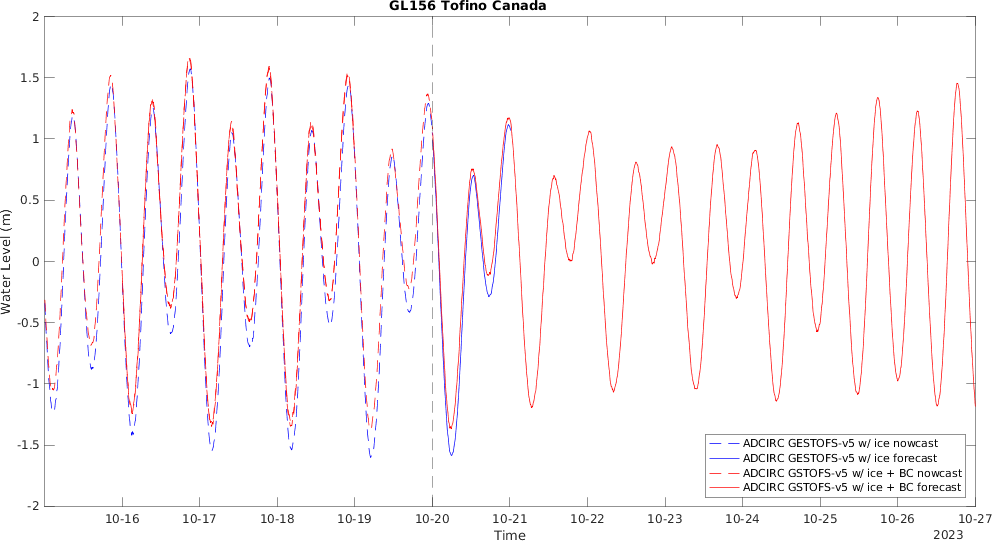 GL156 Tofino Canada
2
1.5
1
0.5
0
-0.5
-1
-1.5
-2
Water Level (m)
ADCIRC GESTOFS-v5 w/ ice nowcast
ADCIRC GESTOFS-v5 w/ ice forecast
ADCIRC GSTOFS-v5 w/ ice + BC nowcast
ADCIRC GSTOFS-v5 w/ ice + BC forecast
10-16 10-17 10-18 10-19 10-20 10-21 10-22 10-23 10-24 10-25 10-26 10-27
Time
2023